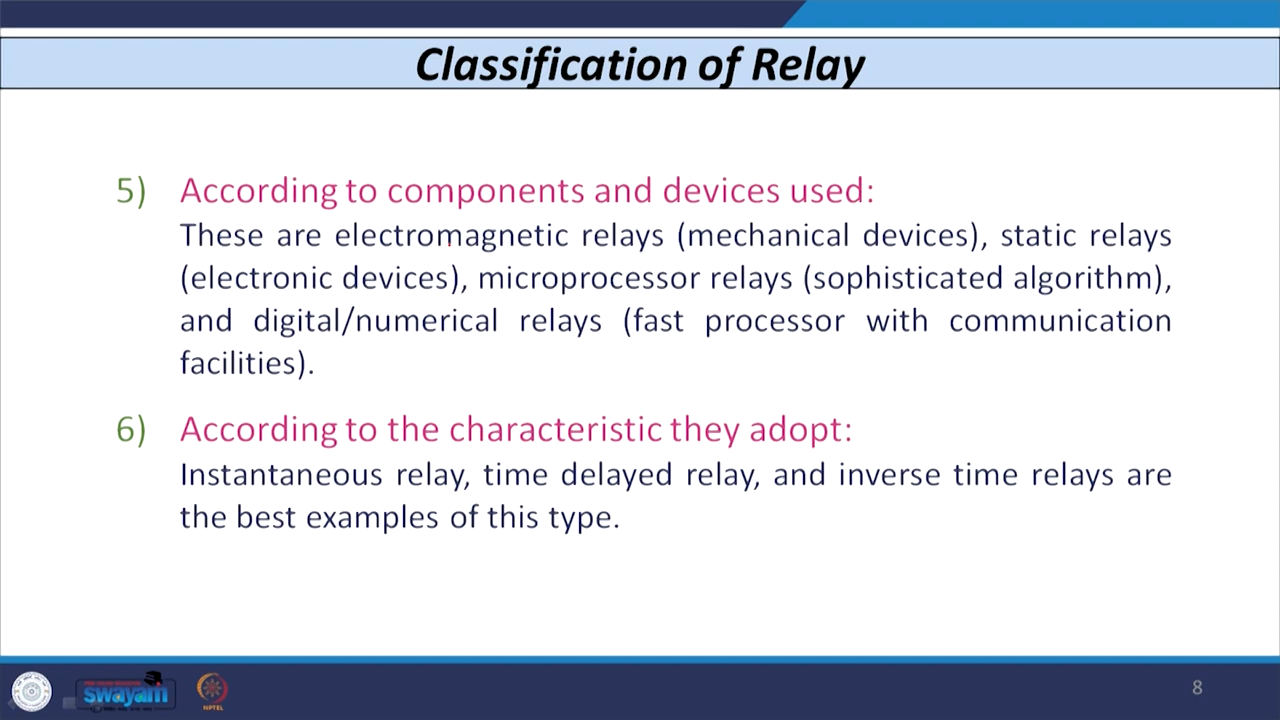 Classification of Relay
5) According to components and devices used:
These are electromagnetic relays (mechanical devices), static relays
(electronic devices), microprocessor relays (sophisticated algorithm),
and digital/numerical relays (fast processor with communication
facilities).
6) According to the characteristic they adopt:
Instantaneous relay, time delayed relay, and inverse time relays are
the best examples of this type.
swayam
NPTEL
8